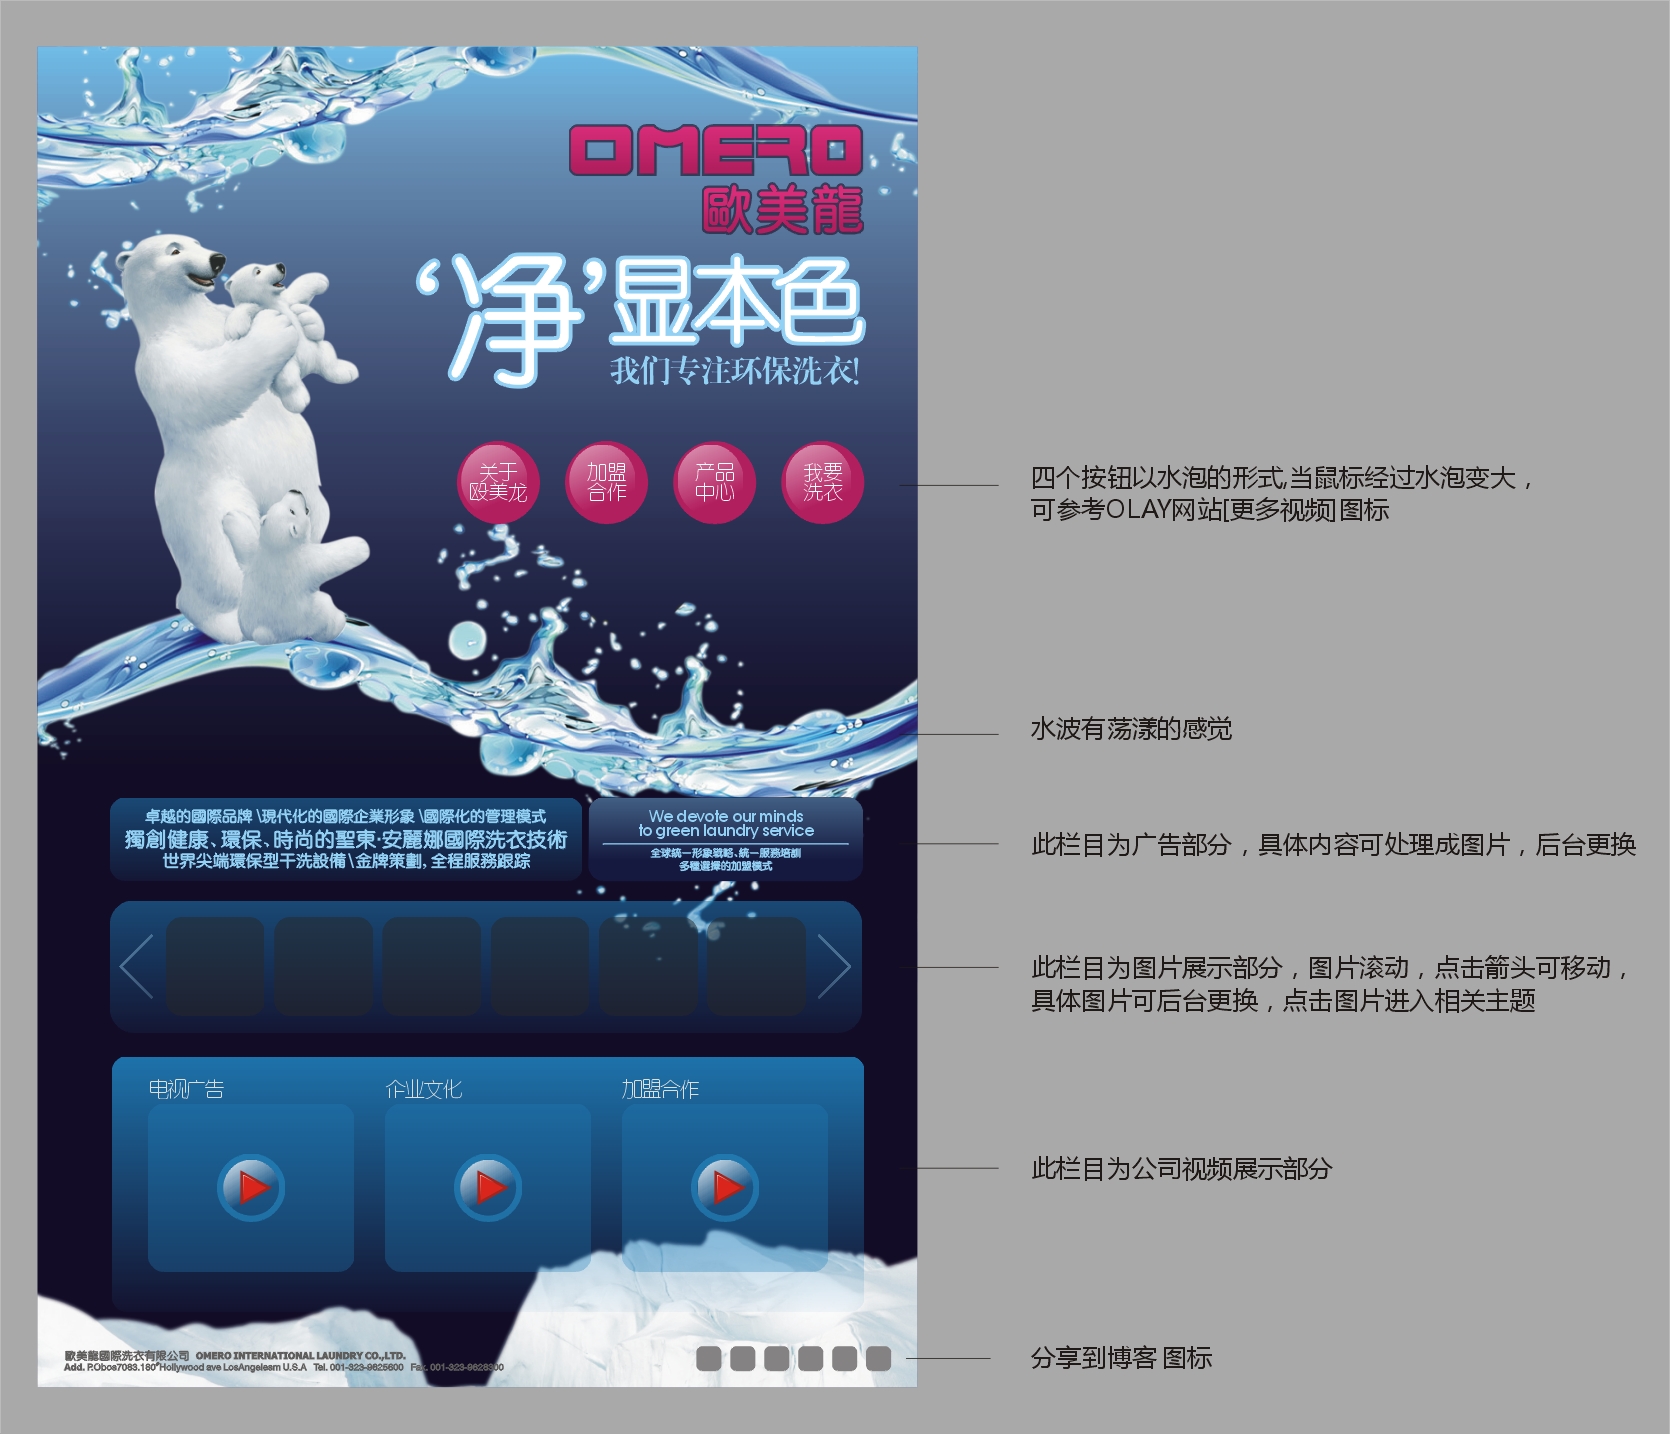 OMERO
歐美龍
‘净’显本色
我们专注环保洗衣!
关于
殴美龙
加盟
合作
产品
中心
我要
洗衣
四个按钮以水泡的形式,当鼠标经过水泡变大，
可参考OLAY网站[更多视频]图标
水波有荡漾的感觉
卓越的國際品牌\現代化的國際企業形象\國際化的管理模式
獨創健康、環保、時尚的聖東·安麗娜國際洗衣技術
世界尖端環保型干洗設備\金牌策劃,全程服務跟踪
We devote our minds
to green laundry service
全球統一形象戰略、統一服務培訓
多種選擇的加盟模式
此栏目为广告部分，具体内容可处理成图片，后台更换
此栏目为图片展示部分，图片滚动，点击箭头可移动，
具体图片可后台更换，点击图片进入相关主题
电视广告
企业文化
加盟合作
此栏目为公司视频展示部分
歐美龍國際洗衣有限公司 OMERO INTERNATIONAL LAUNDRY CO.,LTD.
Add. P.Obos7083.180°Hollywood ave LosAngelesm U.S.A Tel. 001-323-9625600 Fax. 001-323-9626300
分享到博客 图标